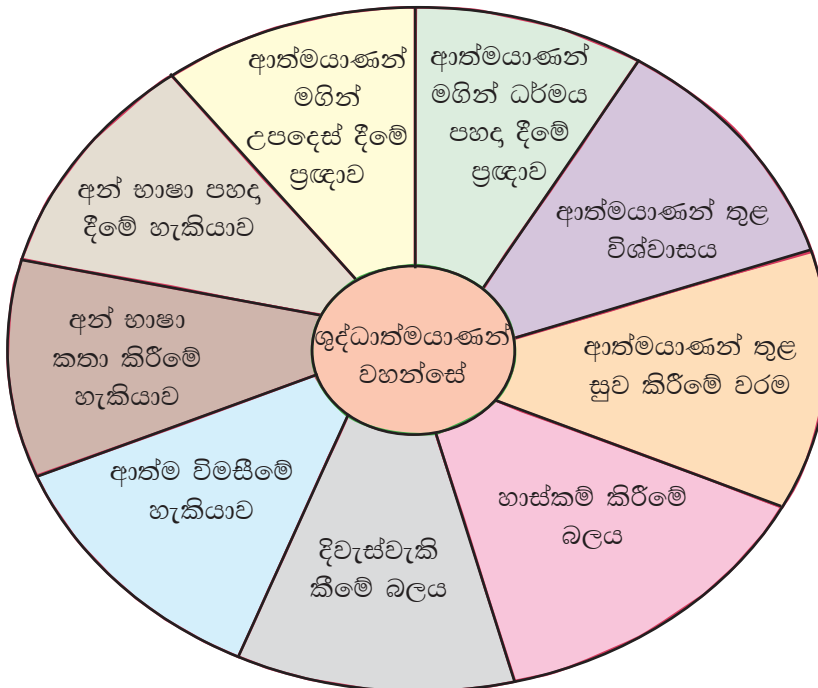 ආත්මයාණන්
මගින්
උපදෙස් දීමේ
ප්‍රඥාව
ආත්මයාණන්
මගින් ධර්මය
පහදා දීමේ
ප්‍රඥාව
ආත්මයාණන් තුළ
විශ්වාසය
ආත්මයාණන් තුළ
සුව කිරීමේ වරම
හාස්කම් කිරීමේ
බලය
දිවැස්වැකි
කීමේ බලය
ආත්ම විමසීමේ
හැකියාව
අන් භාෂා
කතා කිරීමේ
හැකියාව
අන් භාෂා පහදා
දීමේ හැකියාව
ශුද්ධාත්මයාණන්
වහන්සේ